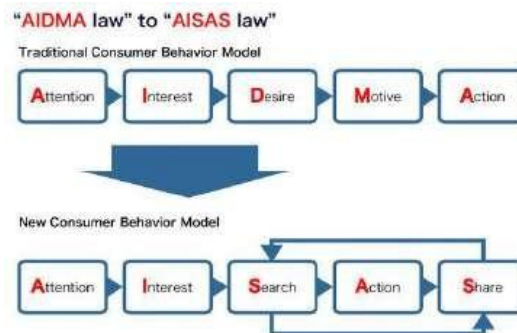 “AIDMA law” to “AISAS law”
Traditional Consumer Behavior Model
Attention Interest Desire Motive Action
New Consumer Behavior Model
Attention Interest Search Action Share